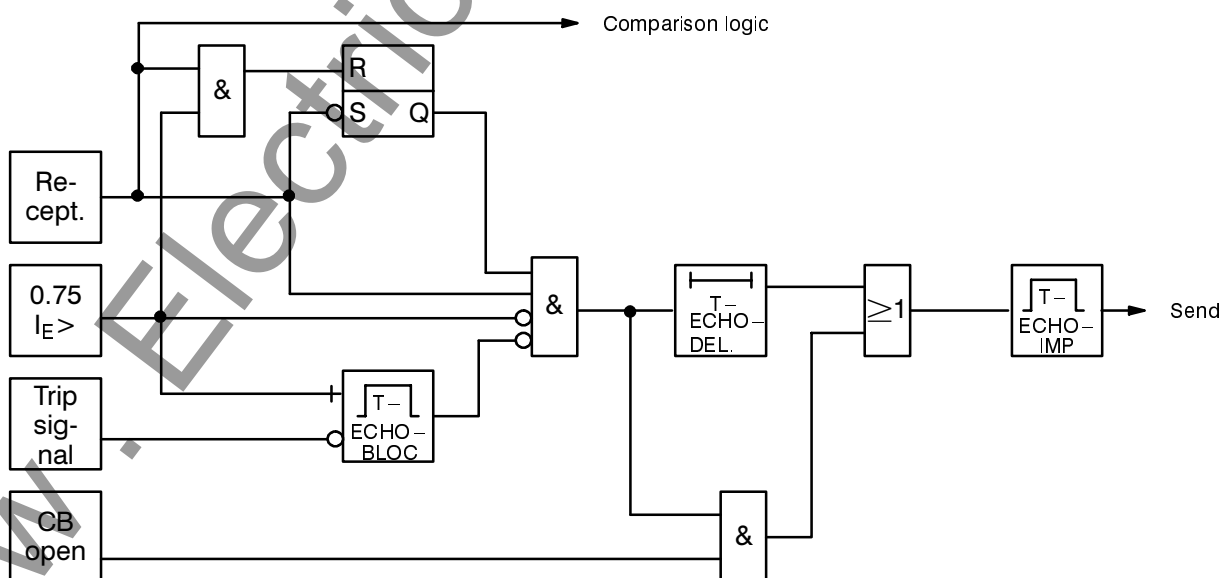 Comparison logic
&
R
S Q
Re-
cept.
0.75
IE>
Trip
sig-
nal
CB
open
T–
ECHO–
BLOC
&
T–
ECHO–
DEL.
&
≥1
T–
ECHO–
IMP
Send
w. Electric